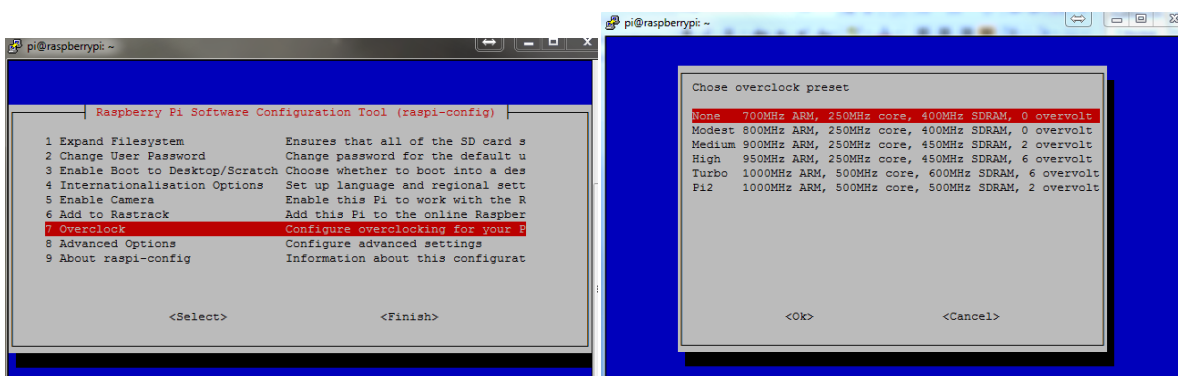 pi@raspberrypi: ~
Raspberry Pi Software Configuration Tool (raspi-config)
1 Expand Filesystem Ensures that all of the SD card s
2 Change User Password Change password for the default u
3 Enable Boot to Desktop/Scratch Choose whether to boot into a des
4 Internationalisation Options Set up language and regional sett
5 Enable Camera Enable this Pi to work with the R
6 Add to Rastrack Add this Pi to the online Raspber
7 Overclock Configure overclocking for your P
8 Advanced Options Configure advanced settings
9 About raspi-config Information about this configurat
<Select> <Finish>
pi@raspberrypi: ~
Chose overclock preset
None 700MHz ARM, 250MHz core, 400MHz SDRAM, 0 overvolt
Modest 800MHz ARM, 250MHz core, 400MHz SDRAM, 0 overvolt
Medium 900MHz ARM, 250MHz core, 450MHz SDRAM, 2 overvolt
High 950MHz ARM, 250MHz core, 450MHz SDRAM, 6 overvolt
Turbo 1000MHz ARM, 500MHz core, 600MHz SDRAM, 6 overvolt
Pi2 1000MHz ARM, 500MHz core, 500MHz SDRAM, 2 overvolt
<Ok> <Cancel>